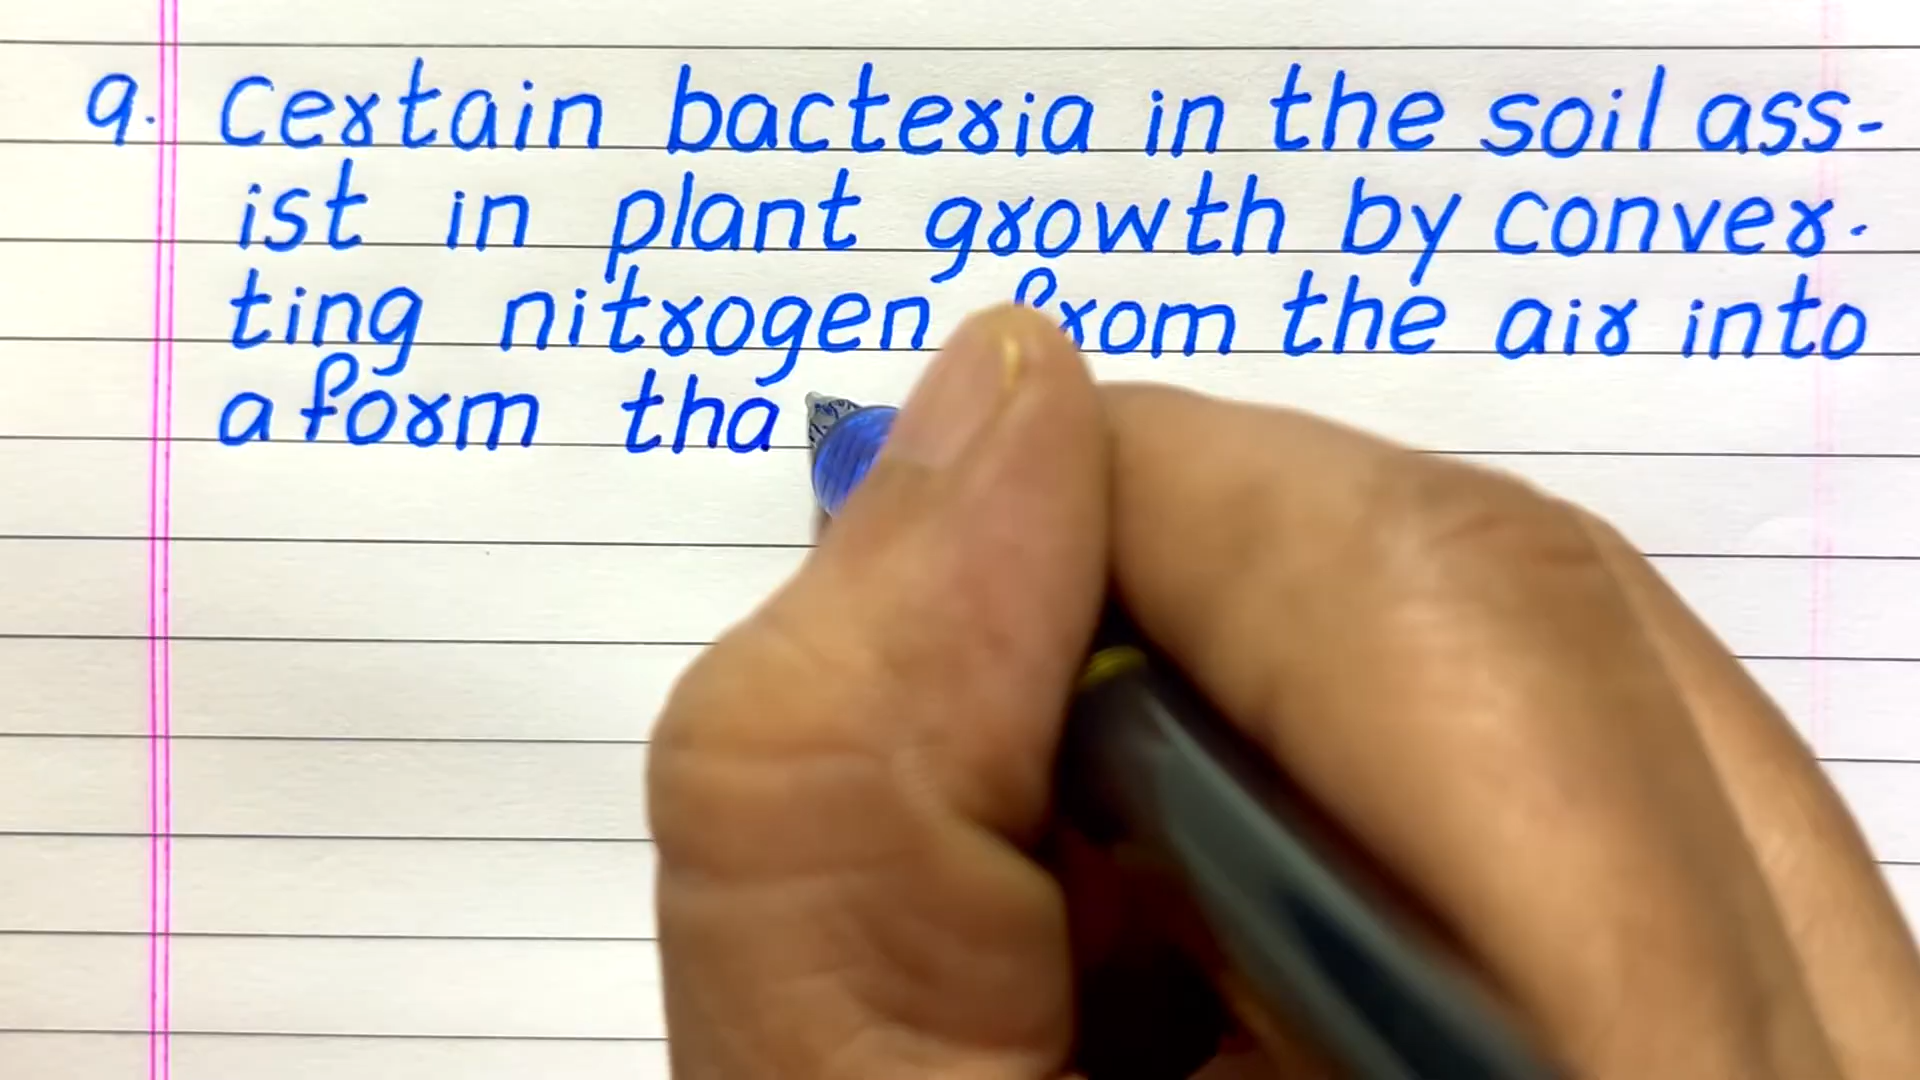 9. Certain bacteria in the soil ass-
ist in plant growth by conver-
ting nitrogen from the air into
a form tha